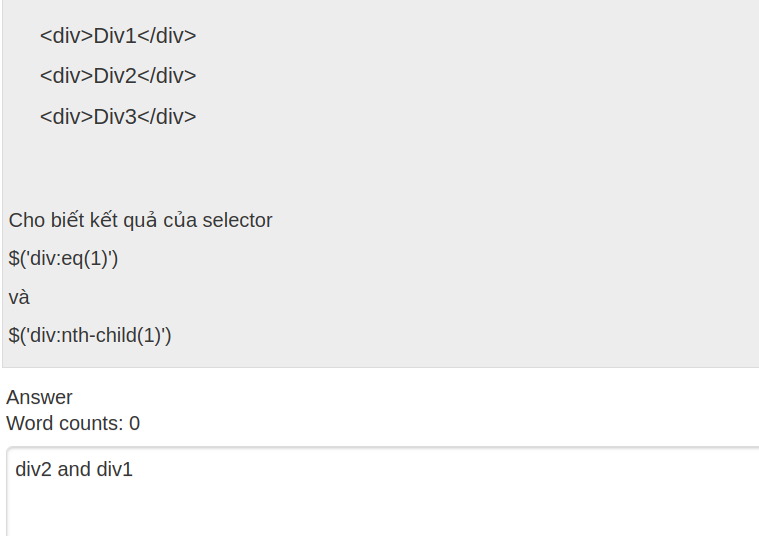 <div>Div1</div>
<div>Div2</div>
<div>Div3</div>
Cho biết kết quả của selector
$('div:eq(1)')
và
$('div:nth-child(1)')
Answer
Word counts: 0
div2 and div1